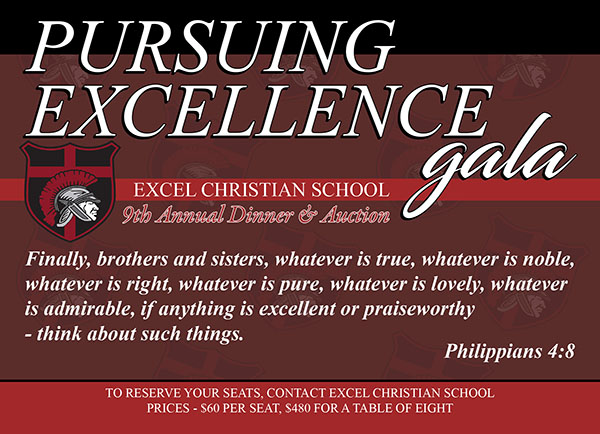 PURSUING
EXCELLENCE
gala
EXCEL CHRISTIAN SCHOOL
9th Annual Dinner & Auction
Finally, brothers and sisters, whatever is true, whatever is noble,
whatever is right, whatever is pure, whatever is lovely, whatever
is admirable, if anything is excellent or praiseworthy
- think about such things.
Philippians 4:8
TO RESERVE YOUR SEATS, CONTACT EXCEL CHRISTIAN SCHOOL
PRICES - $60 PER SEAT, $480 FOR A TABLE OF EIGHT